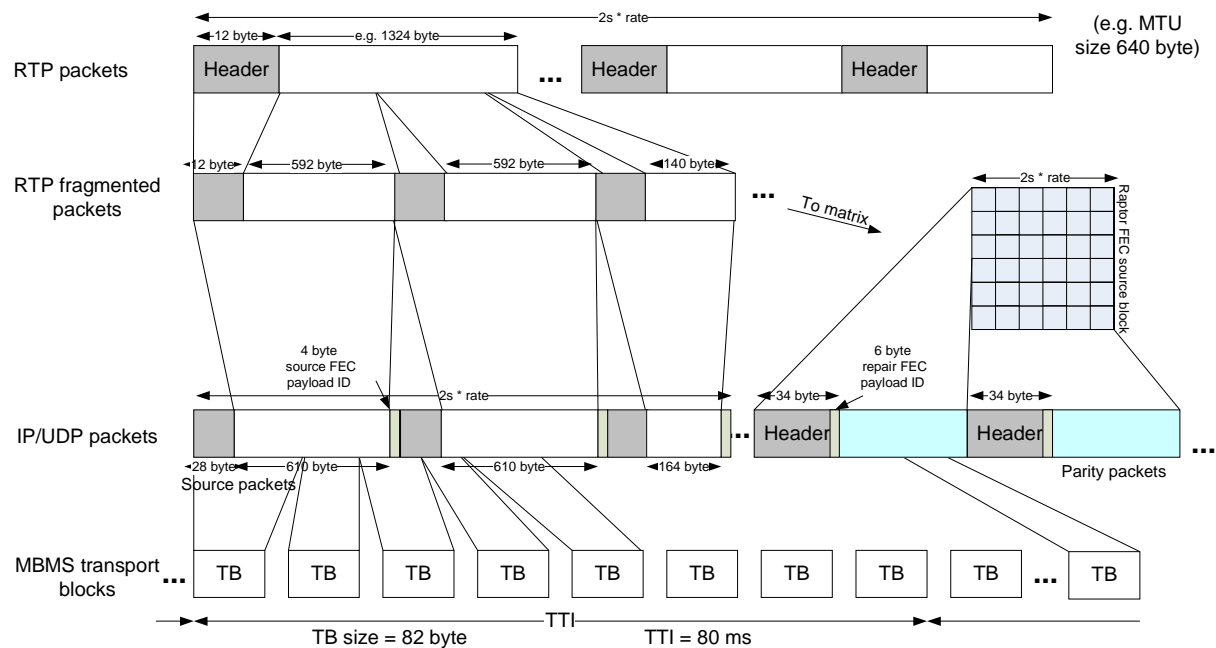 2s * rate
(e.g. MTU
size 640 byte)
12 byte
e.g. 1324 byte
RTP packets
Header
...
Header
Header
12 byte
592 byte
592 byte
140 byte
2s * rate
RTP fragmented
packets
...
To matrix
Raptor FEC source block
4 byte
source FEC
payload ID
6 byte
repair FEC
payload ID
2s * rate
34 byte
34 byte
IP/UDP packets
...
Header
Header
...
28 byte
610 byte
610 byte
164 byte
Source packets
Parity packets
MBMS transport
blocks
...
TB
TB
TB
TB
TB
TB
TB
TB
TB
...
TB
TTI
TB size = 82 byte
TTI = 80 ms